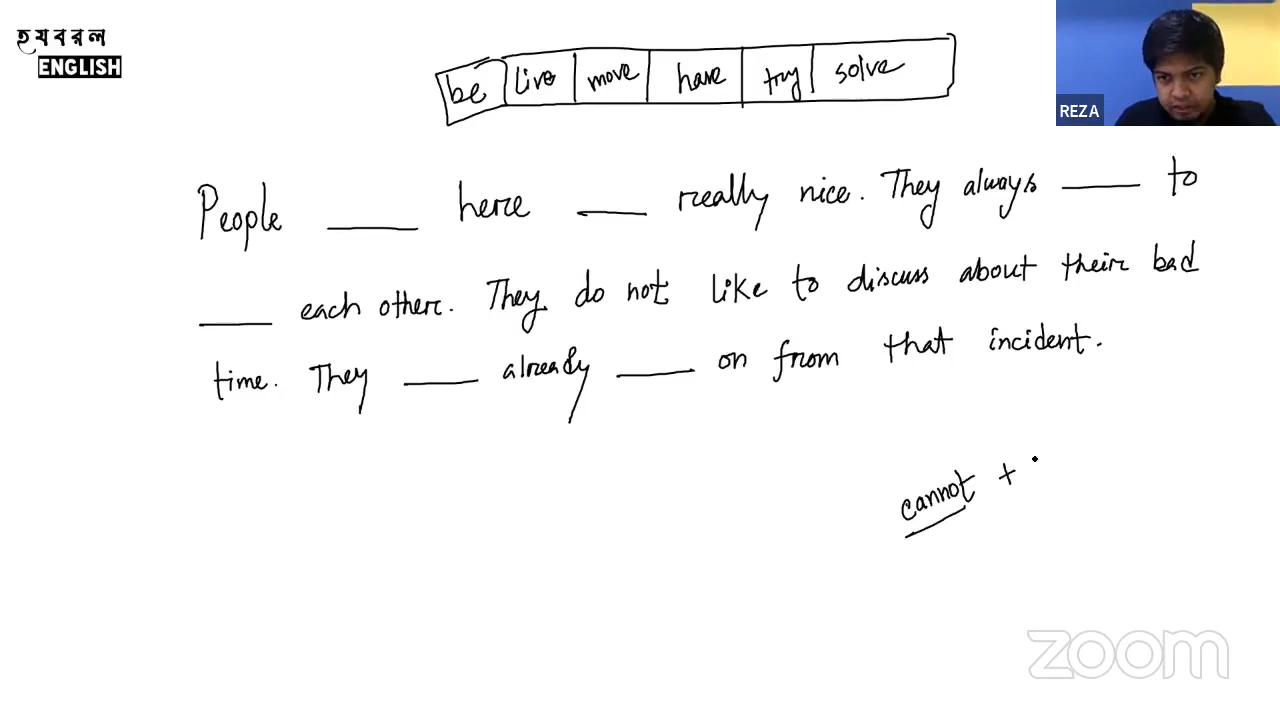 হ য ব র ল
ENGLISH
be live move have try solve
REZA
People ____ here ____ really nice. They always ____ to
____ each other. They do not like to discuss about their bad
time. They ____ already ____ on from that incident.
cannot +
zoom